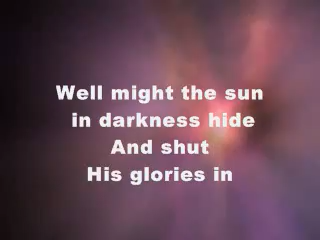 Well might the sun
in darkness hide
And shut
His glories in